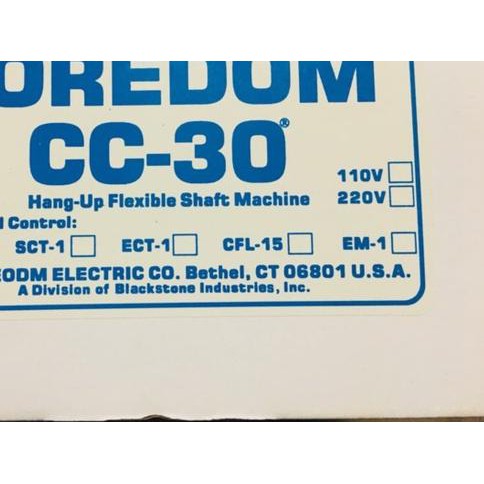 OREDOM
CC-30®
110V
Hang-Up Flexible Shaft Machine 220V
l Control:
SCT-1 ECT-1 CFL-15 EM-1
EODM ELECTRIC CO. Bethel, CT 06801 U.S.A.
A Division of Blackstone Industries, Inc.